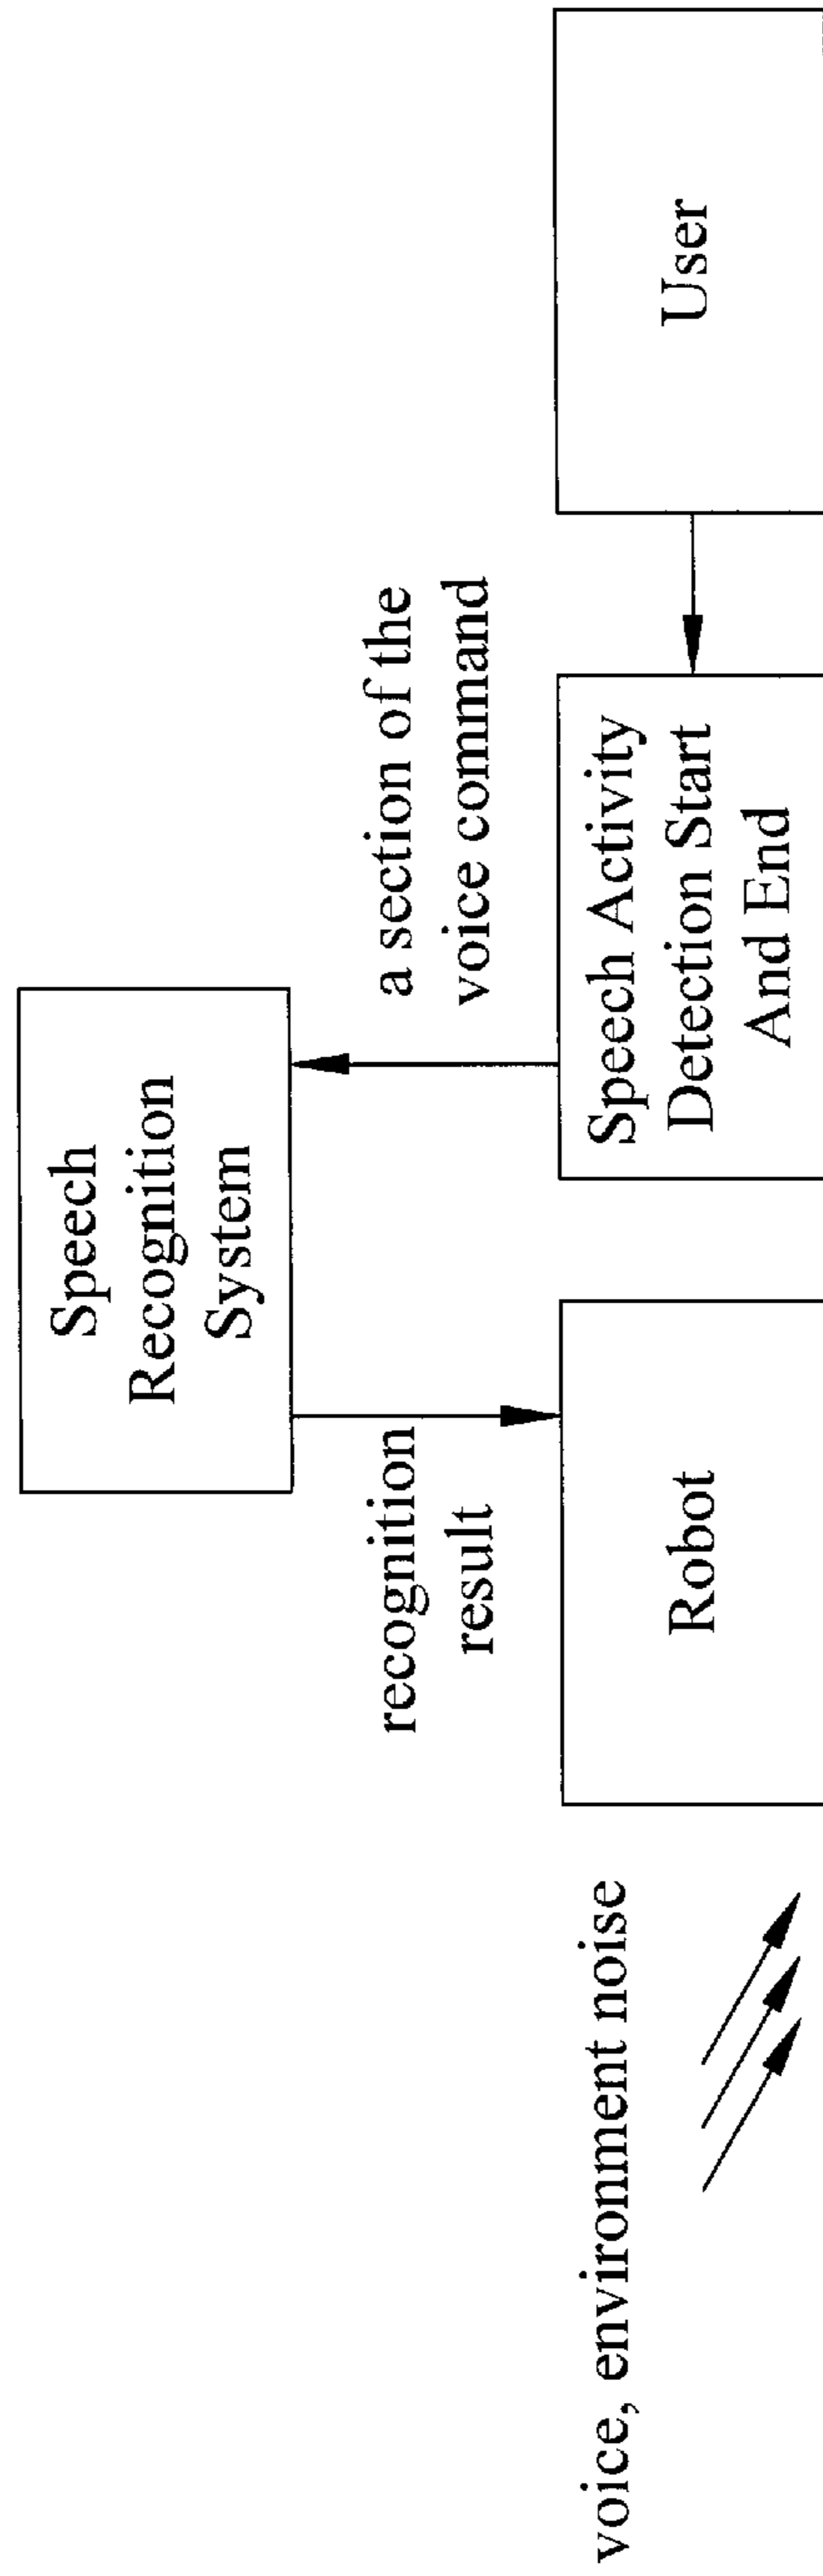 Speech
Recognition
System
recognition
result
a section of the
voice command
voice, environment noise
Robot
Speech Activity
Detection Start
And End
User